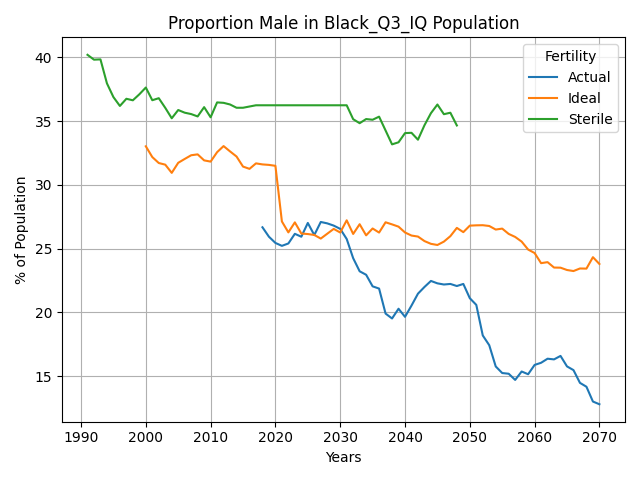 Proportion Male in Black_Q3_IQ Population
Fertility
Actual
Ideal
Sterile
% of Population
40
35
30
25
20
15
1990 2000 2010 2020 2030 2040 2050 2060 2070
Years